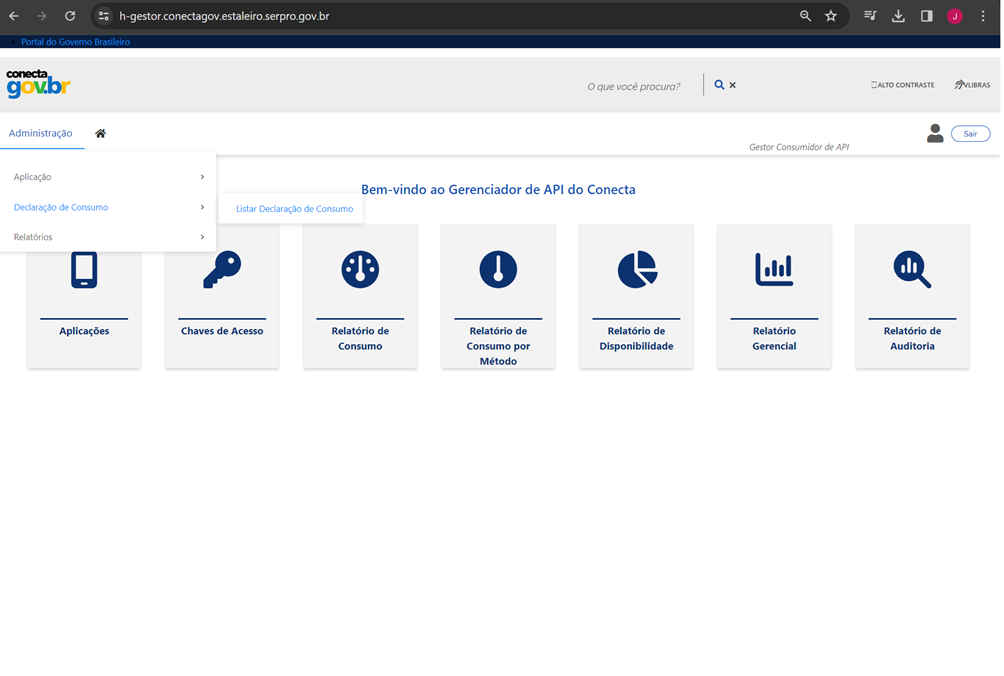 h-gestor.conectagov.estaleiro.serpro.gov.br
J
Portal do Governo Brasileiro
conecta
gov.br
O que você procura?
ALTO CONTRASTE
VLIBRAS
Administração
Sair
Gestor Consumidor de API
Aplicação
Declaração de Consumo
Listar Declaração de Consumo
Relatórios
Bem-vindo ao Gerenciador de API do Conecta
Aplicações
Chaves de Acesso
Relatório de
Consumo
Relatório de
Consumo por
Método
Relatório de
Disponibilidade
Relatório
Gerencial
Relatório de
Auditoria